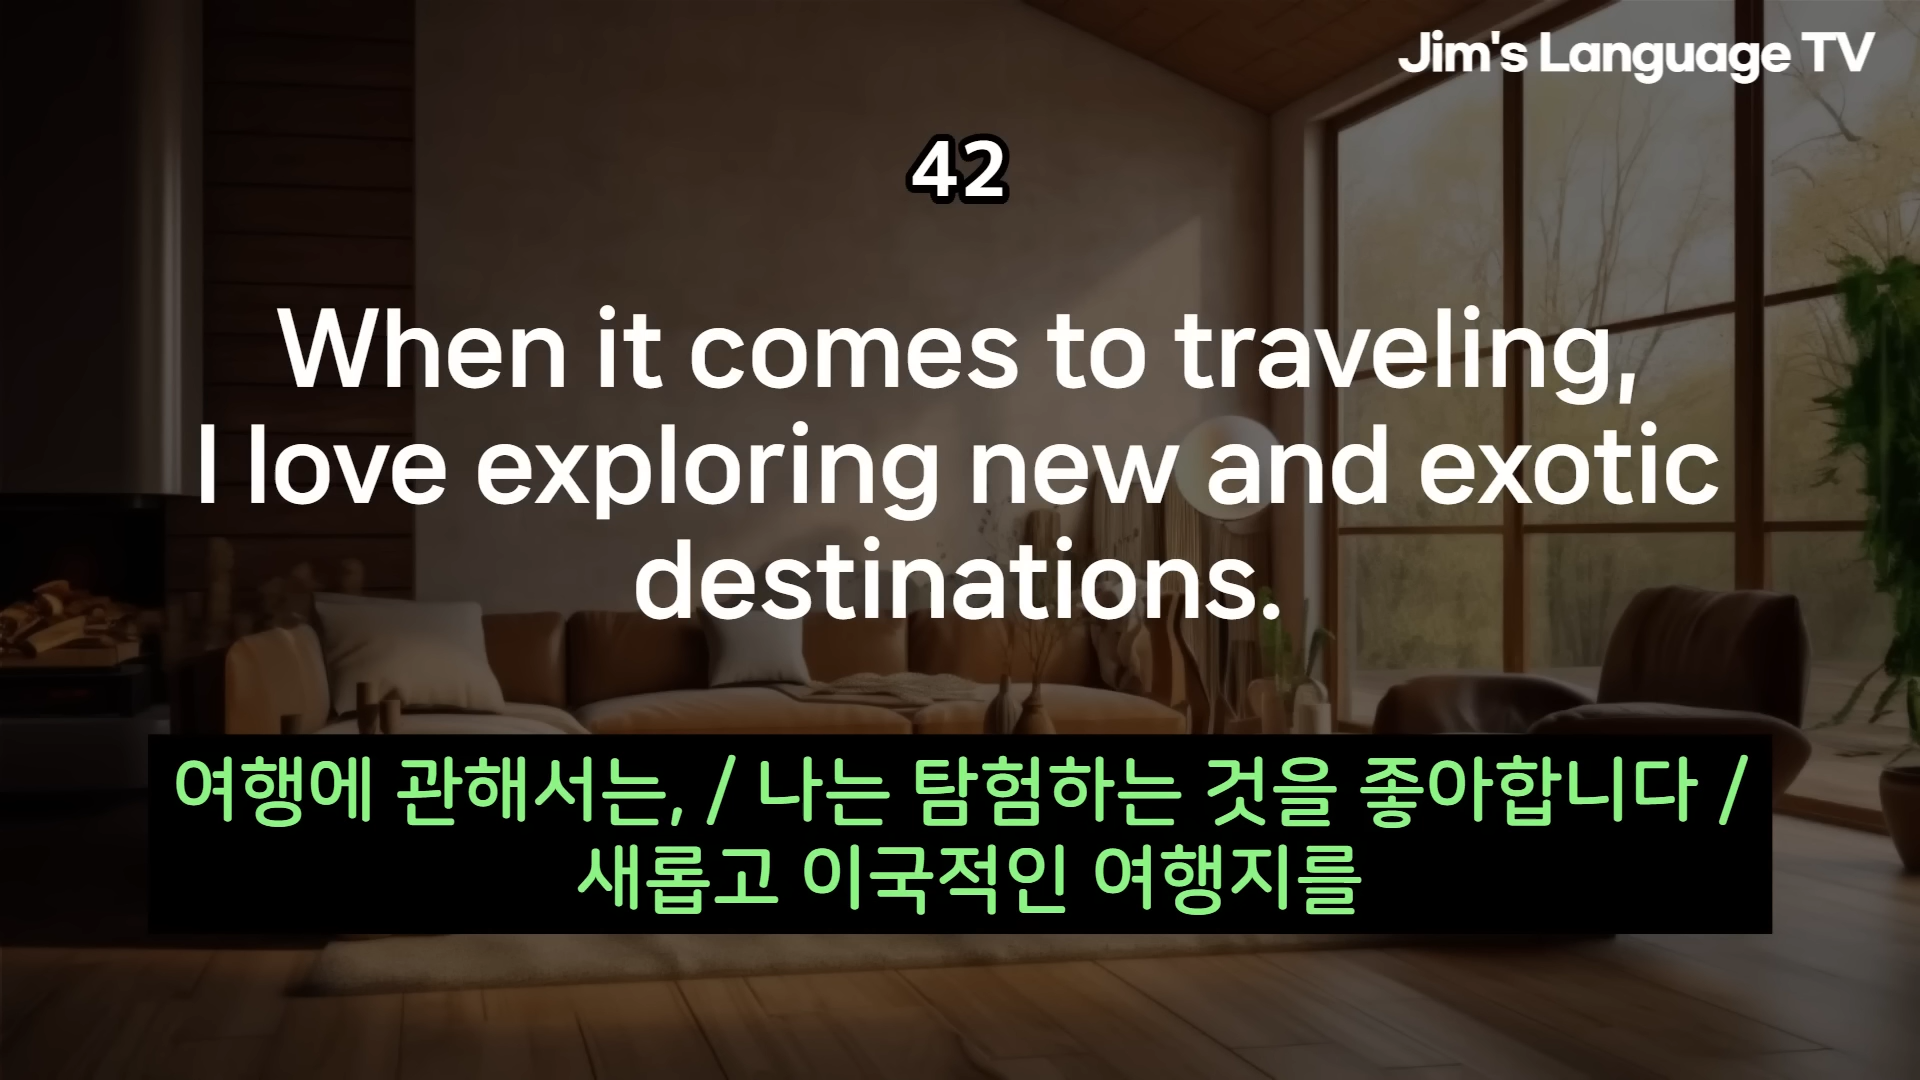 Jim's Language TV
42
When it comes to traveling,
I love exploring new and exotic
destinations.
여행에 관해서는, / 나는 탐험하는 것을 좋아합니다 /
새롭고 이국적인 여행지를